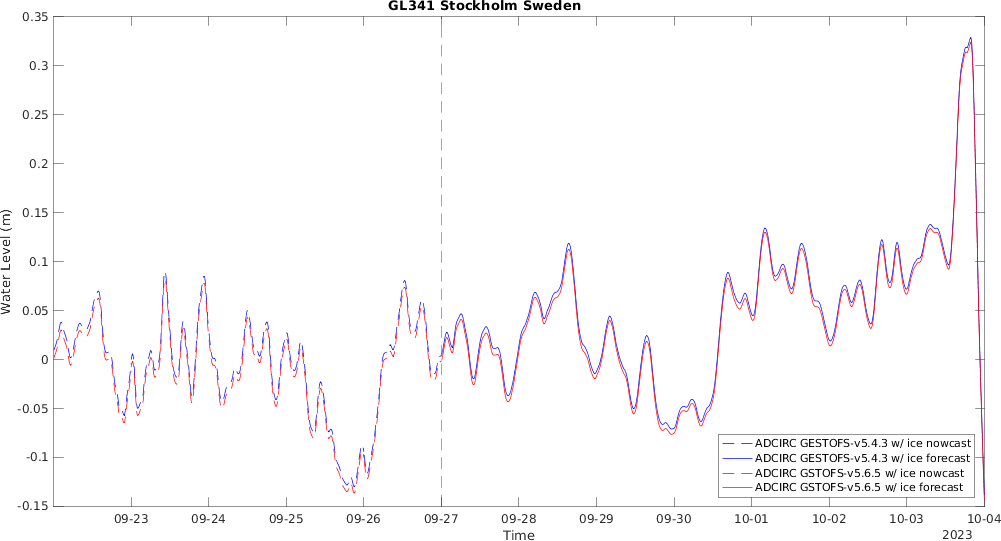 GL341 Stockholm Sweden
0.35
0.3
0.25
0.2
0.15
0.1
0.05
0
-0.05
-0.1
-0.15
Water Level (m)
ADCIRC GESTOFS-v5.4.3 w/ ice nowcast
ADCIRC GESTOFS-v5.4.3 w/ ice forecast
ADCIRC GSTOFS-v5.6.5 w/ ice nowcast
ADCIRC GSTOFS-v5.6.5 w/ ice forecast
09-23 09-24 09-25 09-26 09-27 09-28 09-29 09-30 10-01 10-02 10-03 10-04
Time
2023